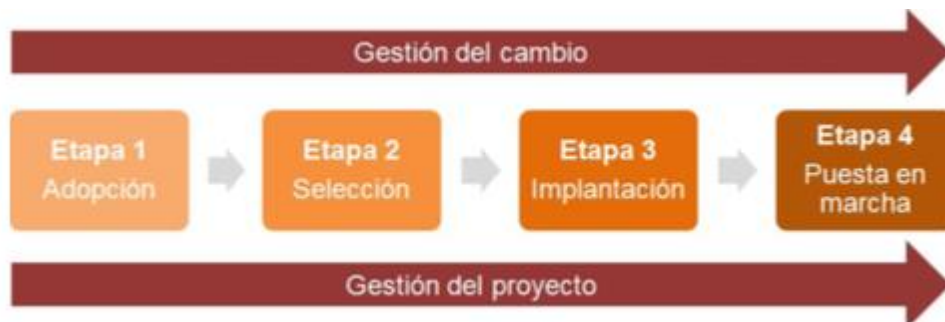 Gestión del cambio
Etapa 1
Adopción
Etapa 2
Selección
Etapa 3
Implantación
Etapa 4
Puesta en
marcha
Gestión del proyecto